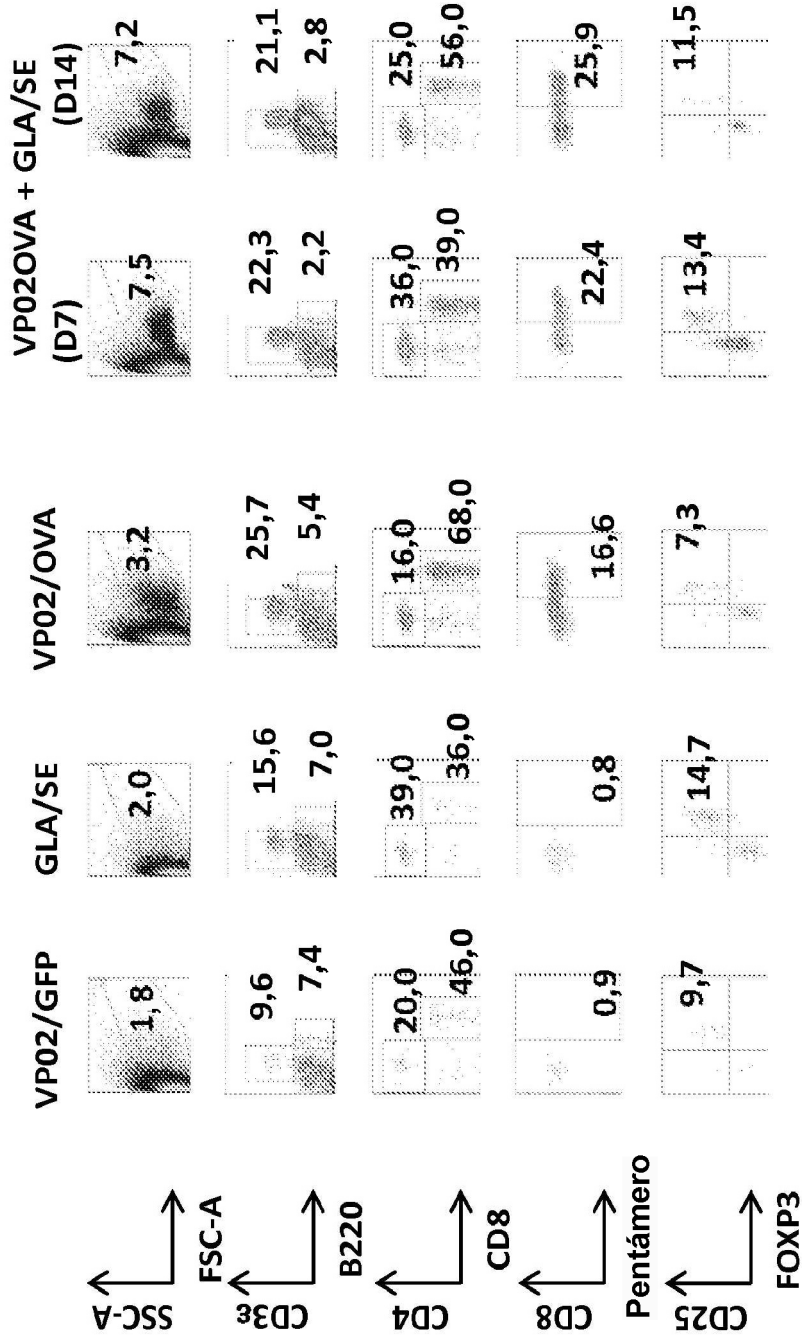 VP02/GFP GLA/SE VP02/OVA VP02OVA + GLA/SE
(D7) (D14)
SSC-A
FSC-A
1,8 2,0 3,2 7,5 7,2
CD3ε
B220
9,6 15,6 25,7 22,3 21,1
7,4 7,0 5,4 2,2 2,8
CD4
CD8
20,0 39,0 16,0 36,0 25,0
46,0 36,0 68,0 39,0 56,0
CD8
Pentámero
0,9 0,8 16,6 22,4 25,9
CD25
FOXP3
9,7 14,7 7,3 13,4 11,5